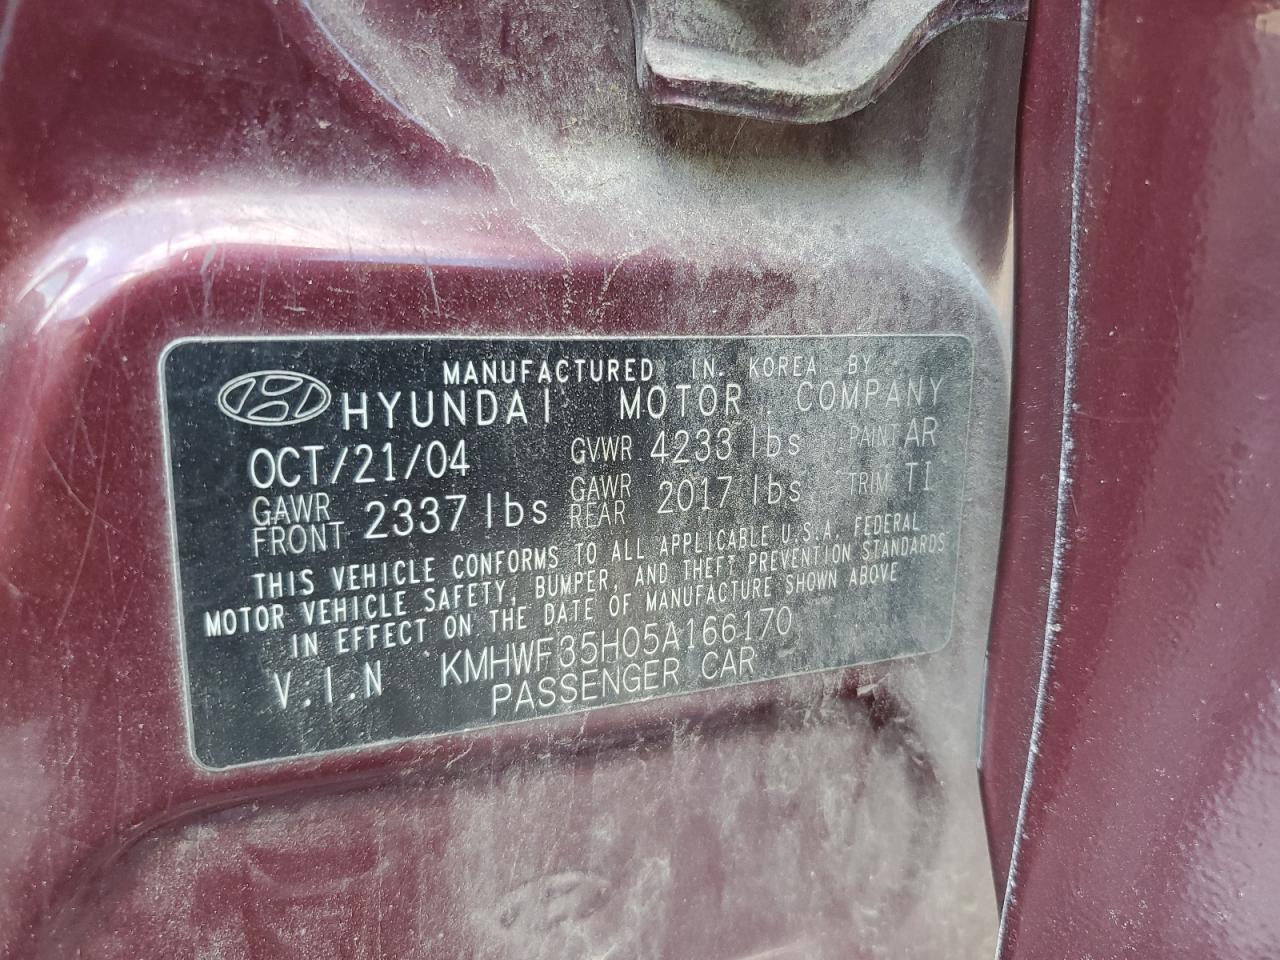 MANUFACTURED IN. KOREA BY
HYUNDAI MOTOR . COMPANY
OCT/21/04 GVWR 4233 lbs PAINT AR
GAWR FRONT 2337 lbs GAWR REAR 2017 lbs TRIM TI
THIS VEHICLE CONFORMS TO ALL APPLICABLE U.S.A. FEDERAL
MOTOR VEHICLE SAFETY, BUMPER, AND THEFT PREVENTION STANDARDS
IN EFFECT ON THE DATE OF MANUFACTURE SHOWN ABOVE
V.I.N KMHWF35H05A166170
PASSENGER CAR